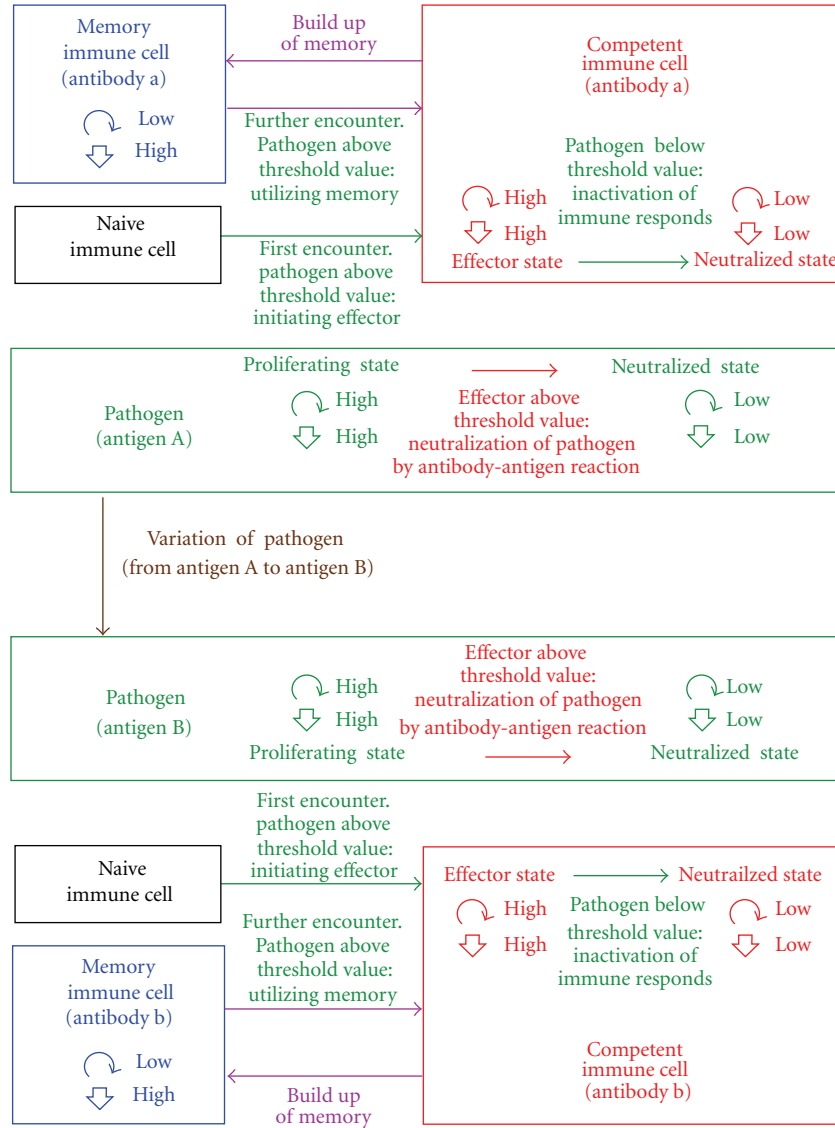 Memory
immune cell
(antibody a)
Low
High
Build up
of memory
Further encounter.
Pathogen above
threshold value:
utilizing memory
Competent
immune cell
(antibody a)
Pathogen below
threshold value:
inactivation of
immune responds
High
High
Effector state
Low
Low
Neutralized state
Naive
immune cell
First encounter.
pathogen above
threshold value:
initiating effector
Pathogen
(antigen A)
Proliferating state
High
High
Effector above
threshold value:
neutralization of pathogen
by antibody-antigen reaction
Neutralized state
Low
Low
Variation of pathogen
(from antigen A to antigen B)
Pathogen
(antigen B)
High
High
Proliferating state
Effector above
threshold value:
neutralization of pathogen
by antibody-antigen reaction
Low
Low
Neutralized state
Naive
immune cell
First encounter.
pathogen above
threshold value:
initiating effector
Effector state
High
High
Neutrailzed state
Low
Low
Pathogen below
threshold value:
inactivation of
immune responds
Memory
immune cell
(antibody b)
Low
High
Further encounter.
Pathogen above
threshold value:
utilizing memory
Build up
of memory
Competent
immune cell
(antibody b)